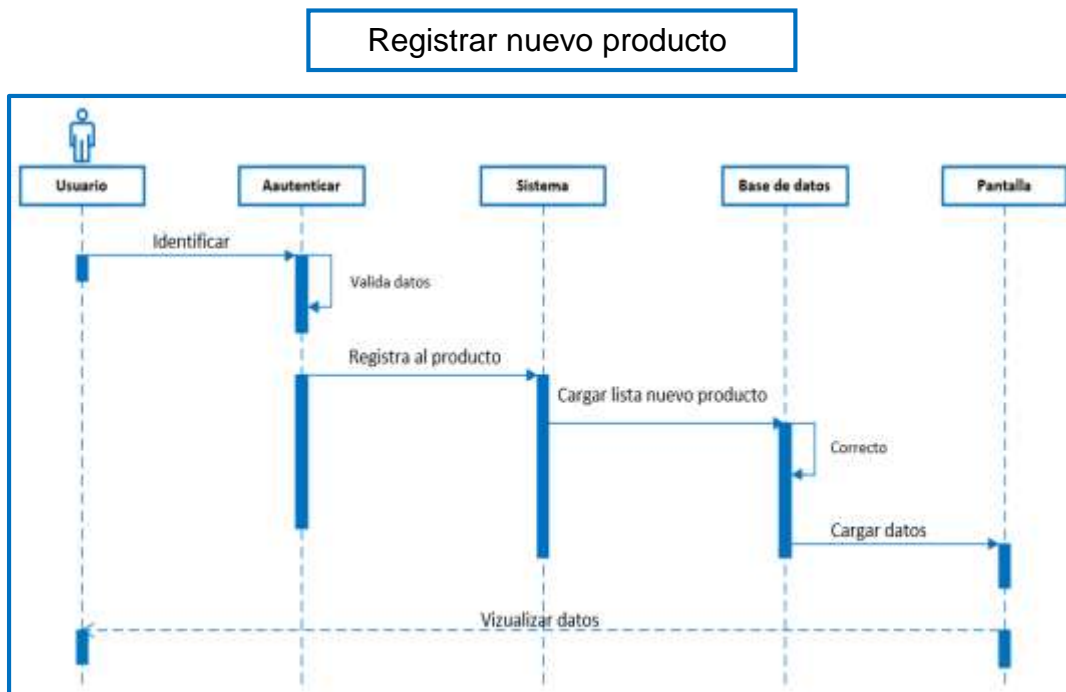 Registrar nuevo producto
Usuario
Aautenticar
Sistema
Base de datos
Pantalla
Identificar
Valida datos
Registra al producto
Cargar lista nuevo producto
Correcto
Cargar datos
Vizualizar datos